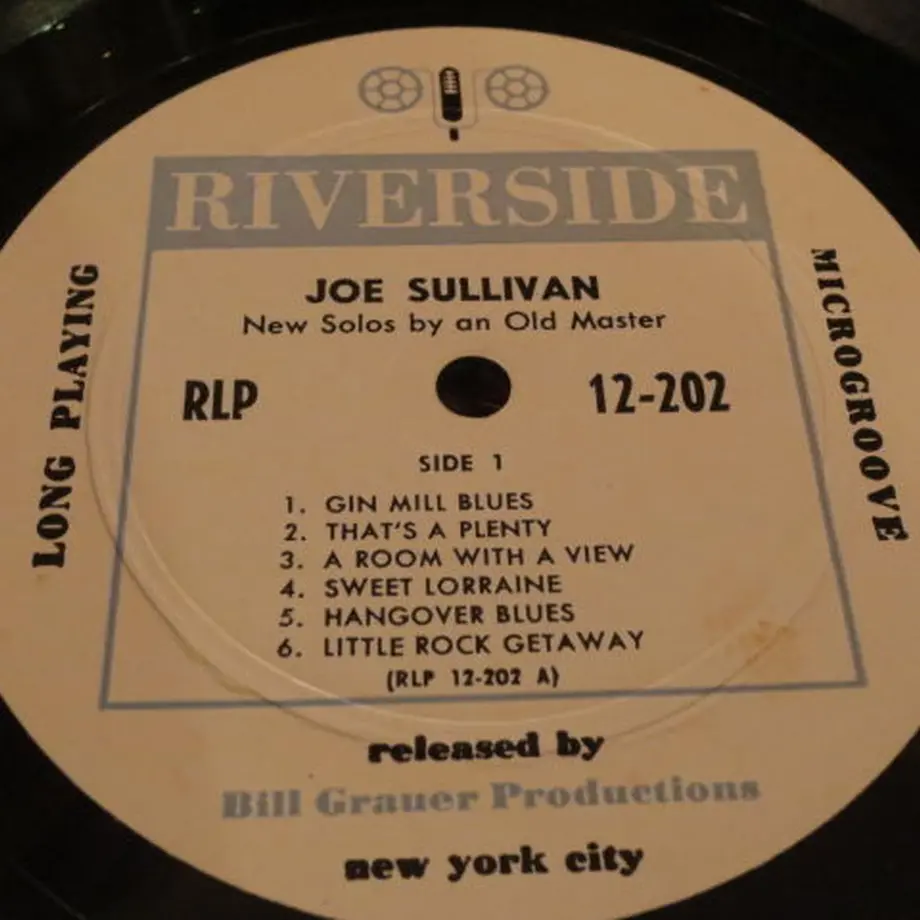 RIVERSIDE
JOE SULLIVAN
New Solos by an Old Master
RLP 12-202
SIDE 1
1. GIN MILL BLUES
2. THAT'S A PLENTY
3. A ROOM WITH A VIEW
4. SWEET LORRAINE
5. HANGOVER BLUES
6. LITTLE ROCK GETAWAY
(RLP 12-202 A)
LONG PLAYING
MICROGROOVE
released by
Bill Grauer Productions
new york city